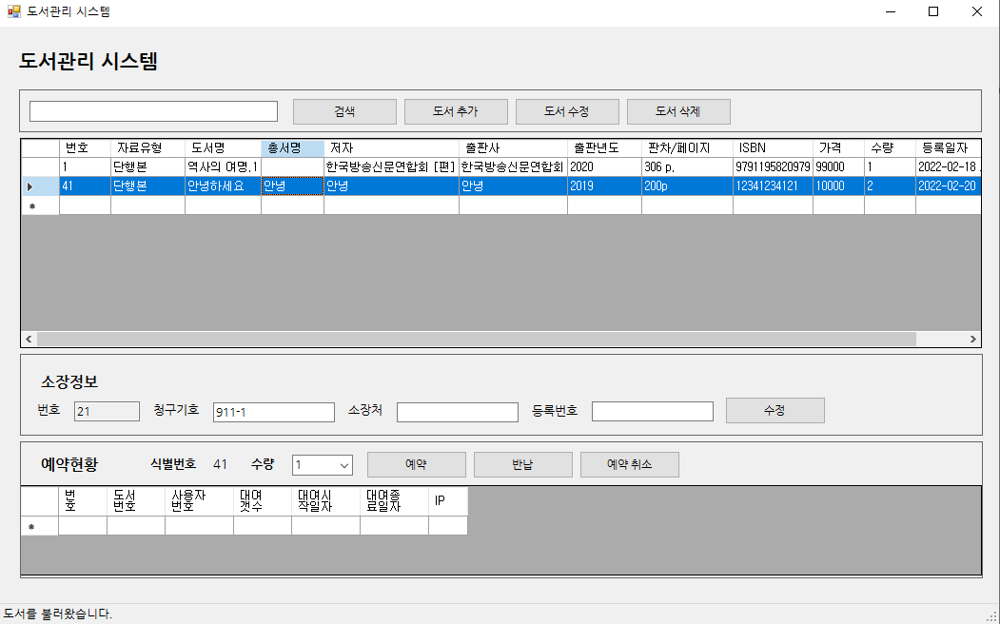 도서관리 시스템
도서관리 시스템
검색 도서 추가 도서 수정 도서 삭제
번호 자료유형 도서명 총서명 저자 출판사 출판년도 판차/페이지 ISBN 가격 수량 등록일자
1 단행본 역사의 여명.1 한국방송신문연합회 [편] 한국방송신문연합회 2020 306 p. 9791195820979 99000 1 2022-02-18
41 단행본 안녕하세요 안녕 안녕 안녕 2019 200p 12341234121 10000 2 2022-02-20
소장정보
번호 21 청구기호 911-1 소장처 등록번호 수정
예약현황 식별번호 41 수량 1 예약 반납 예약 취소
번호 도서번호 사용자번호 대여갯수 대여시작일자 대여종료일자 IP
도서를 불러왔습니다.